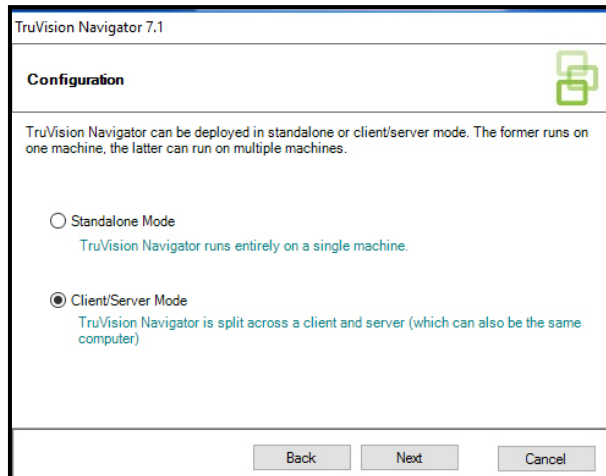 TruVision Navigator 7.1
Configuration
TruVision Navigator can be deployed in standalone or client/server mode. The former runs on
one machine, the latter can run on multiple machines.
Standalone Mode
TruVision Navigator runs entirely on a single machine.
Client/Server Mode
TruVision Navigator is split across a client and server (which can also be the same
computer)
Back Next Cancel